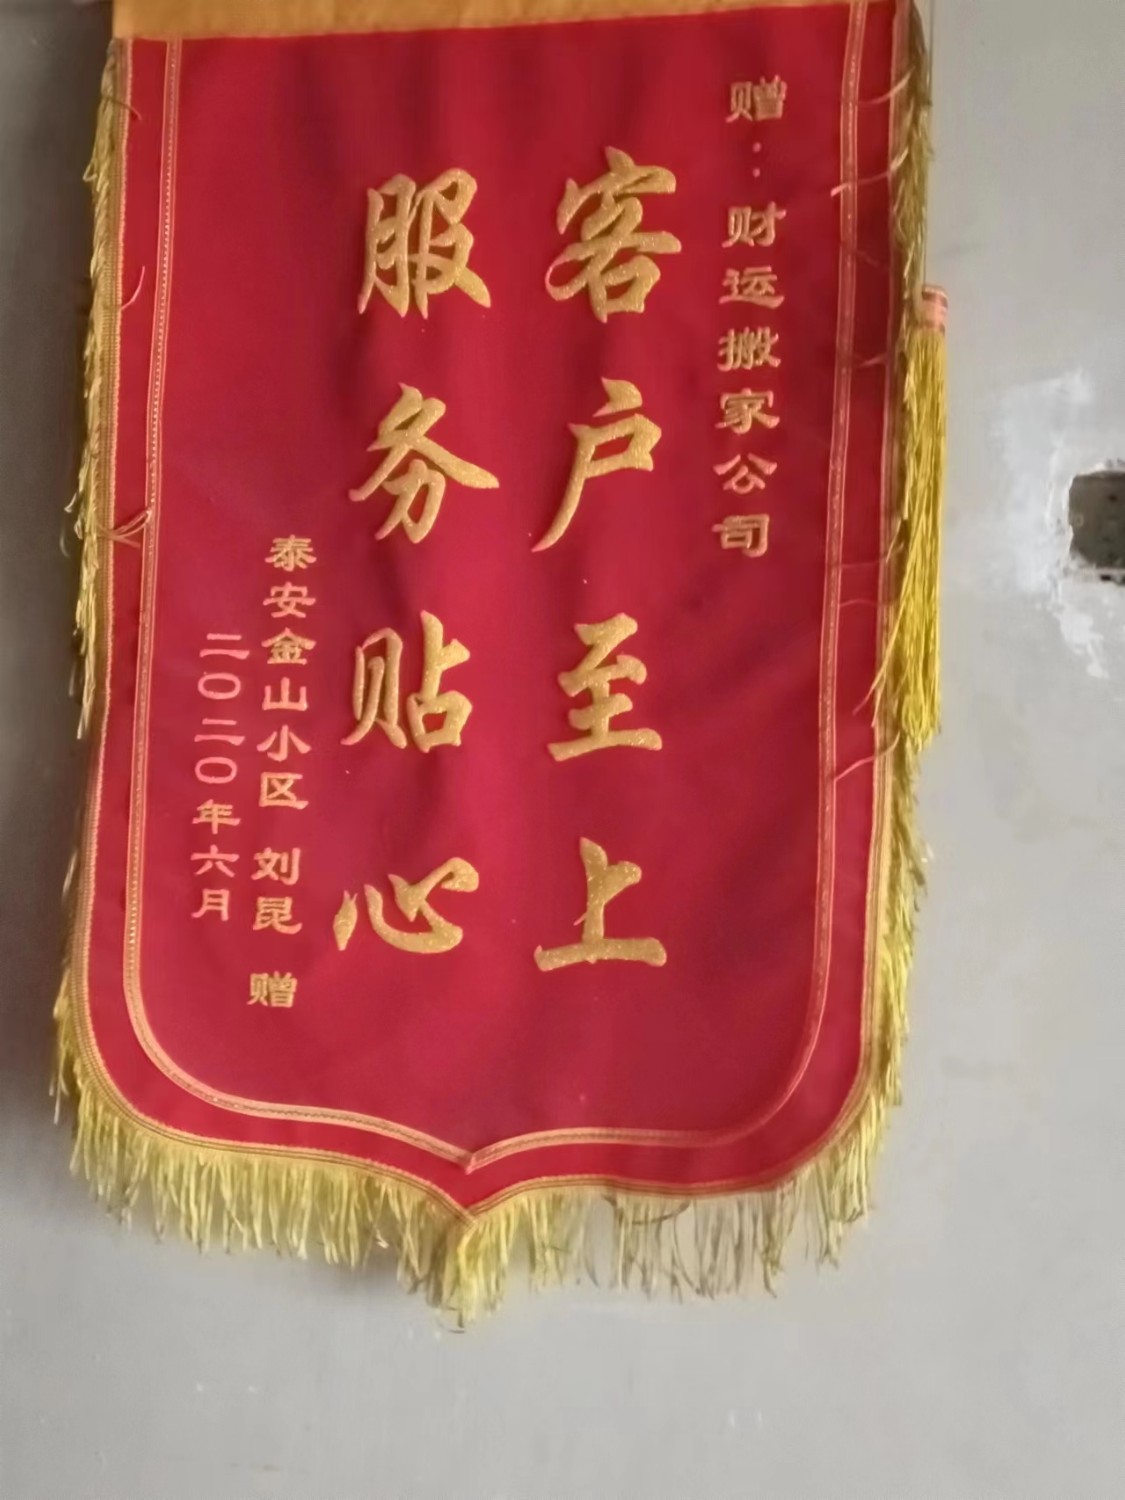 赠:财运搬家公司
客户至上
服务贴心
泰安金山小区 刘昆 赠
二〇二〇年六月